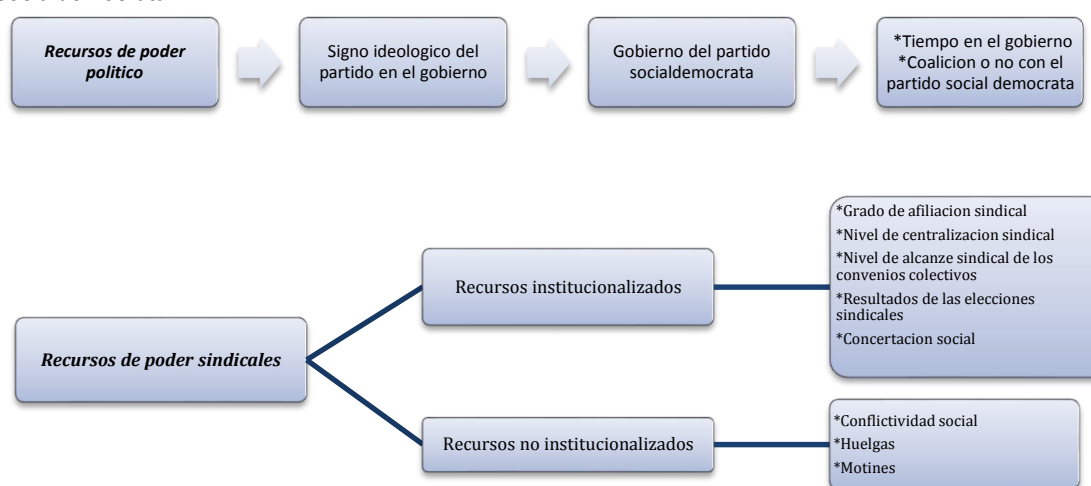 Recursos de poder
politico
Signo ideologico del
partido en el gobierno
Gobierno del partido
socialdemocrata
*Tiempo en el gobierno
*Coalicion o no con el
partido social democrata
Recursos de poder sindicales
Recursos institucionalizados
*Grado de afiliacion sindical
*Nivel de centralizacion sindical
*Nivel de alcanze sindical de los
convenios colectivos
*Resultados de las elecciones
sindicales
*Concertacion social
Recursos no institucionalizados
*Conflictividad social
*Huelgas
*Motines